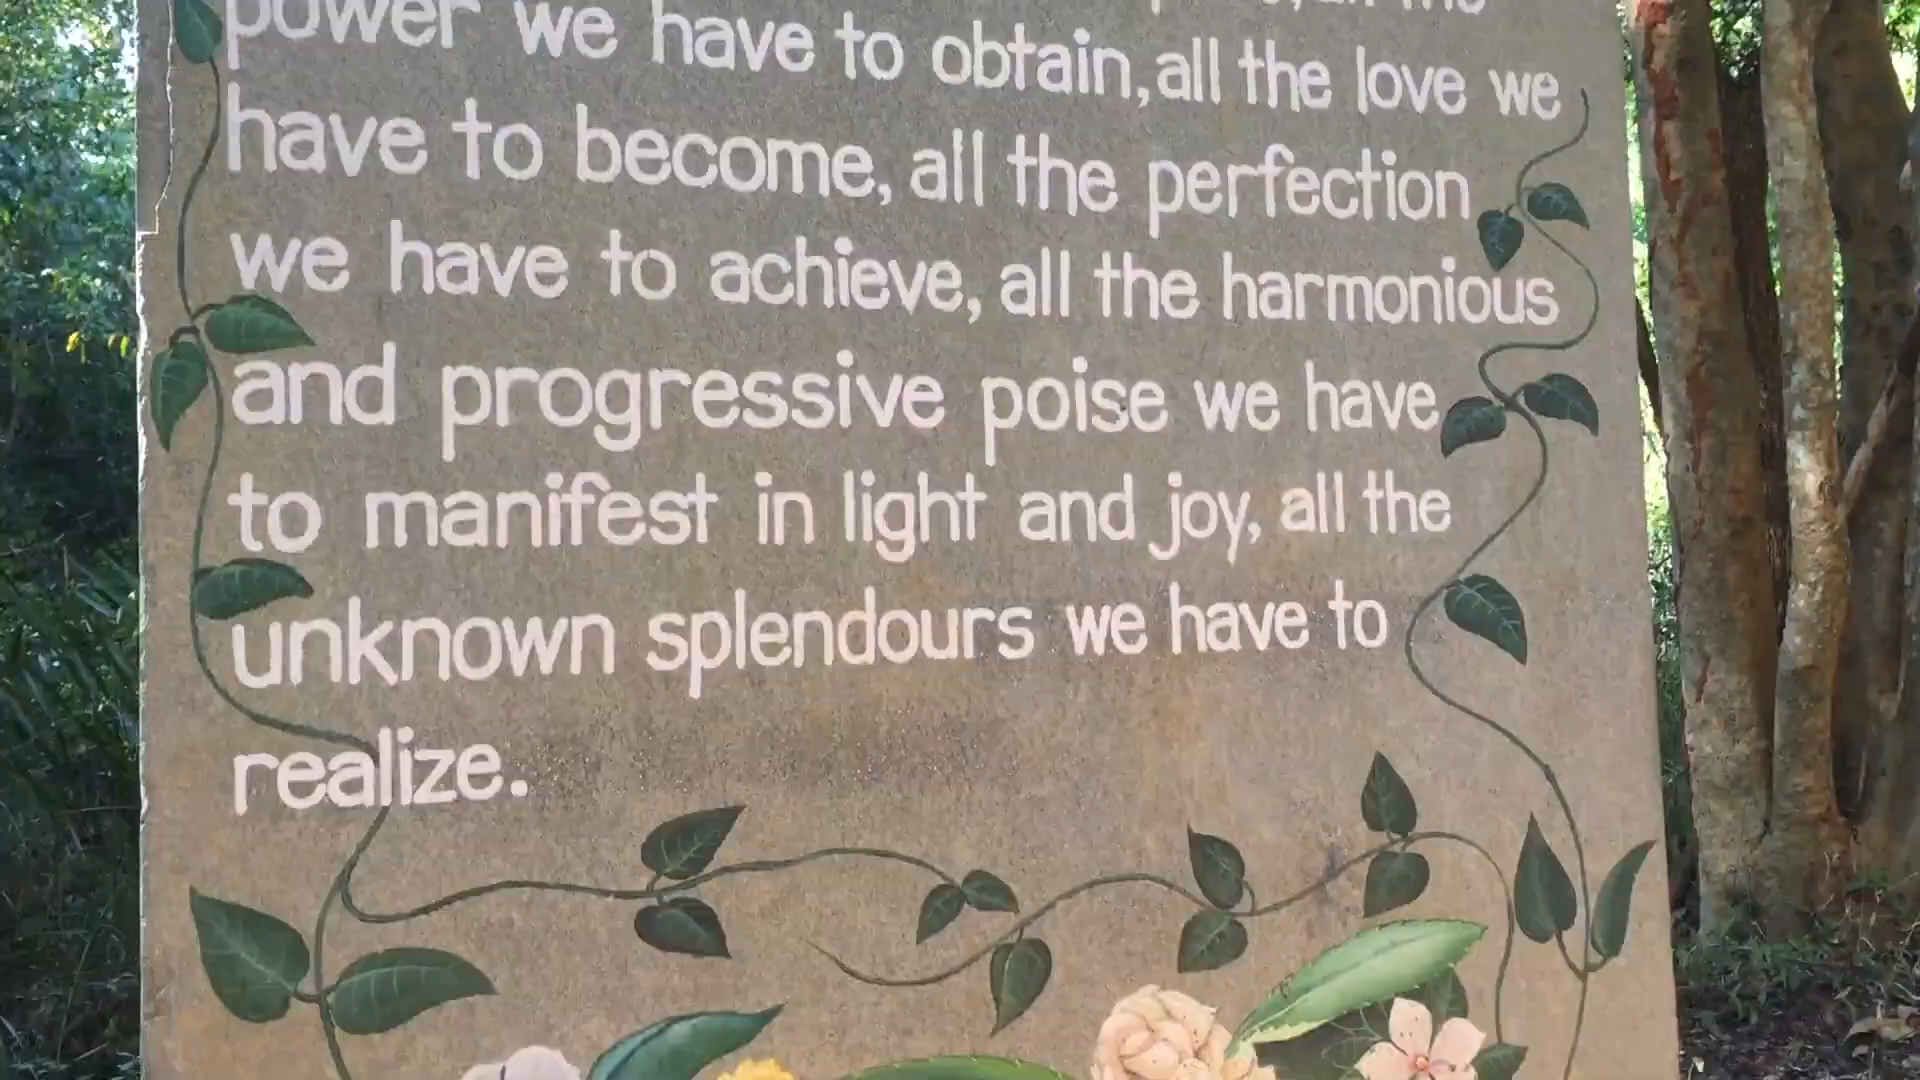 power we have to obtain, all the love we
have to become, all the perfection
we have to achieve, all the harmonious
and progressive poise we have
to manifest in light and joy, all the
unknown splendours we have to
realize.